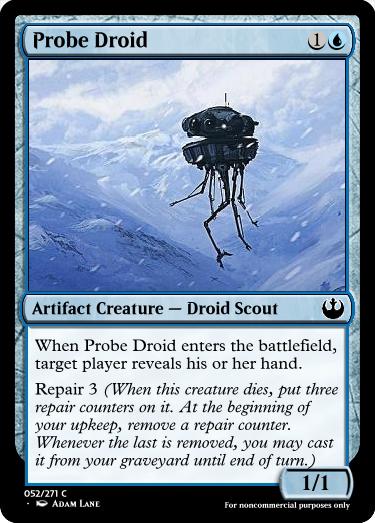 Probe Droid
1
Artifact Creature — Droid Scout
When Probe Droid enters the battlefield,
target player reveals his or her hand.
Repair 3 (When this creature dies, put three
repair counters on it. At the beginning of
your upkeep, remove a repair counter.
Whenever the last is removed, you may cast
it from your graveyard until end of turn.)
1/1
052/271 C
· Adam Lane
For noncommercial purposes only